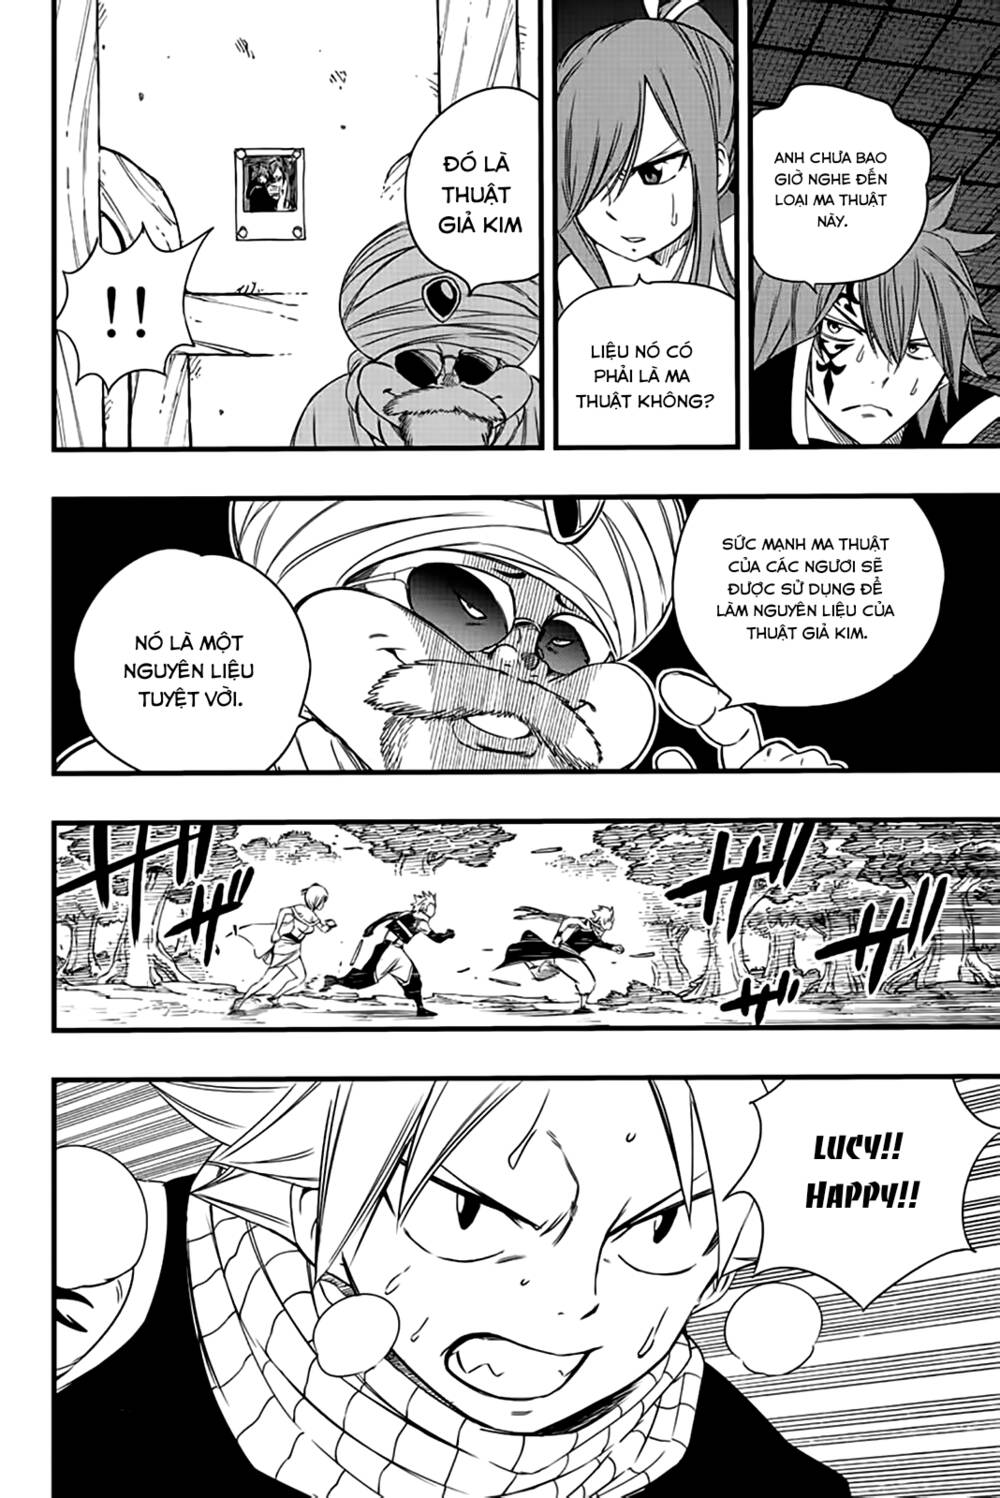 ANH CHƯA BAO
GIỜ NGHE ĐẾN
LOẠI MA THUẬT
NÀY.
LIỆU NÓ CÓ
PHẢI LÀ MA
THUẬT KHÔNG?
ĐÓ LÀ
THUẬT
GIẢ KIM
!!
SỨC MẠNH MA THUẬT
CỦA CÁC NGƯƠI SẼ
ĐƯỢC SỬ DỤNG ĐỂ
LÀM NGUYÊN LIỆU CỦA
THUẬT GIẢ KIM.
NÓ LÀ MỘT
NGUYÊN LIỆU
TUYỆT VỜI.
LUCY!!
HAPPY!!